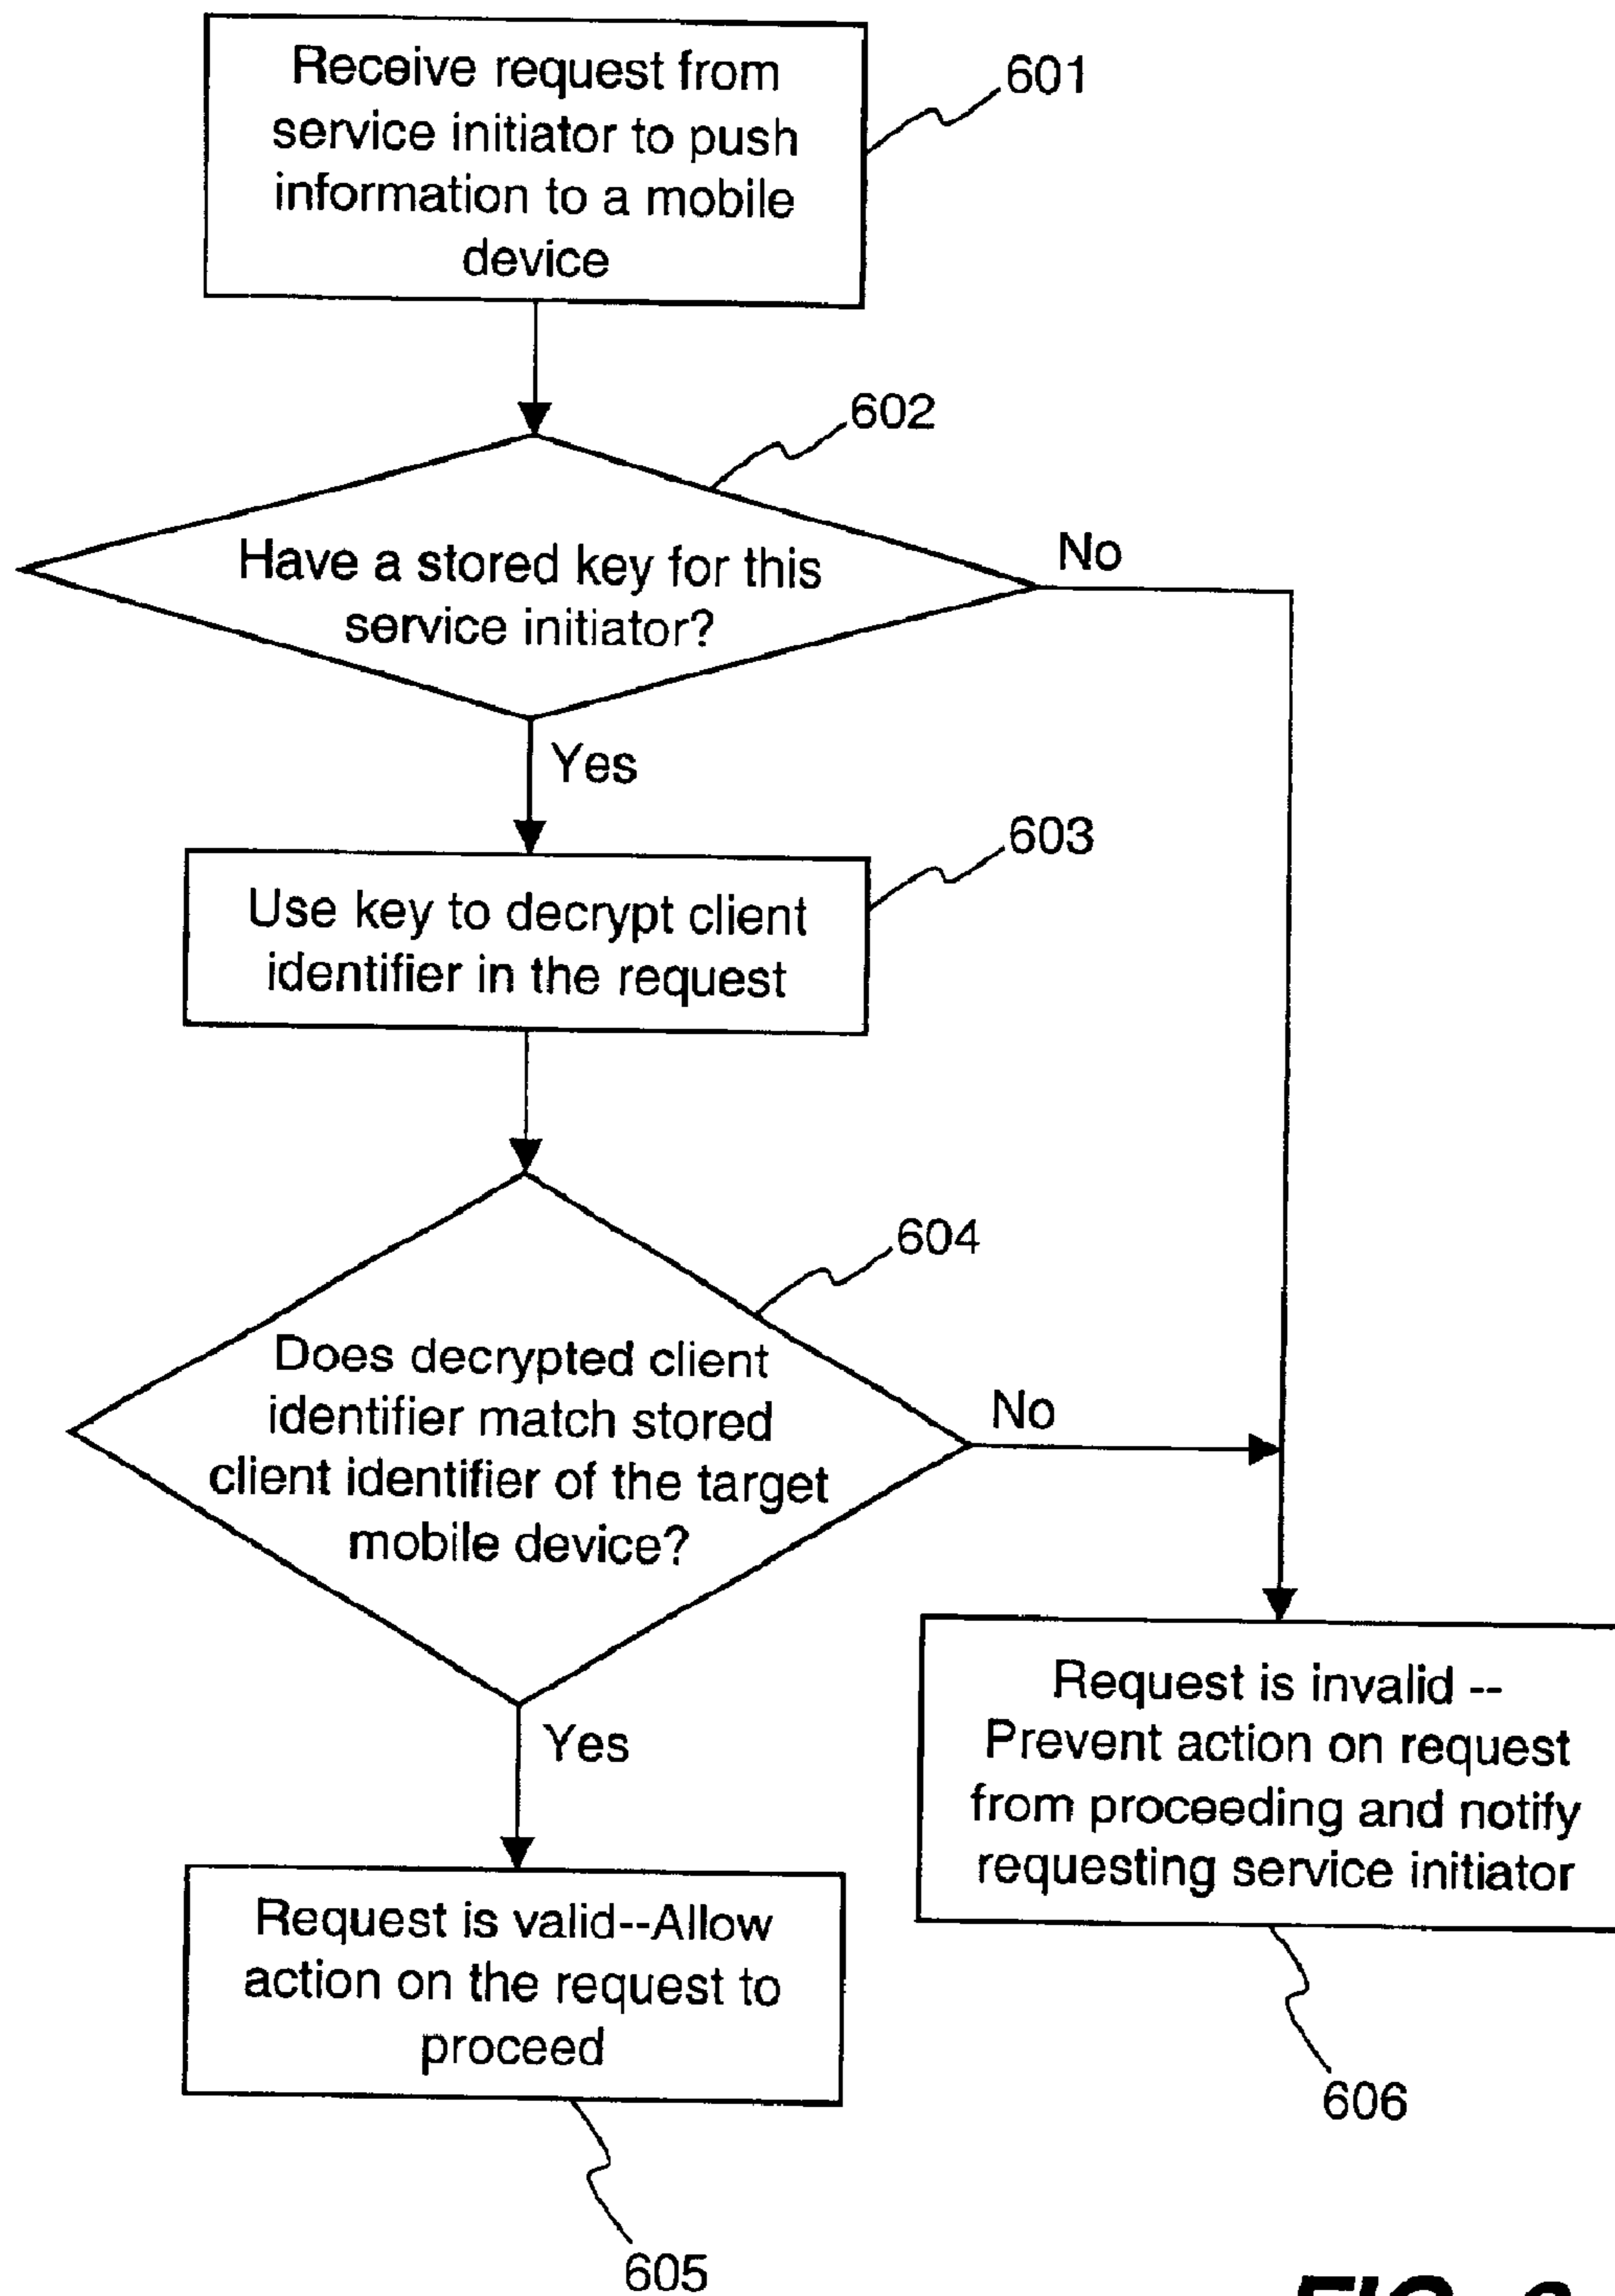 Receive request from
service initiator to push
information to a mobile
device
601
602
Have a stored key for this
service initiator?
No
Yes
603
Use key to decrypt client
identifier in the request
604
Does decrypted client
identifier match stored
client identifier of the target
mobile device?
No
Yes
Request is invalid --
Prevent action on request
from proceeding and notify
requesting service initiator
Request is valid--Allow
action on the request to
proceed
606
605
FIG.